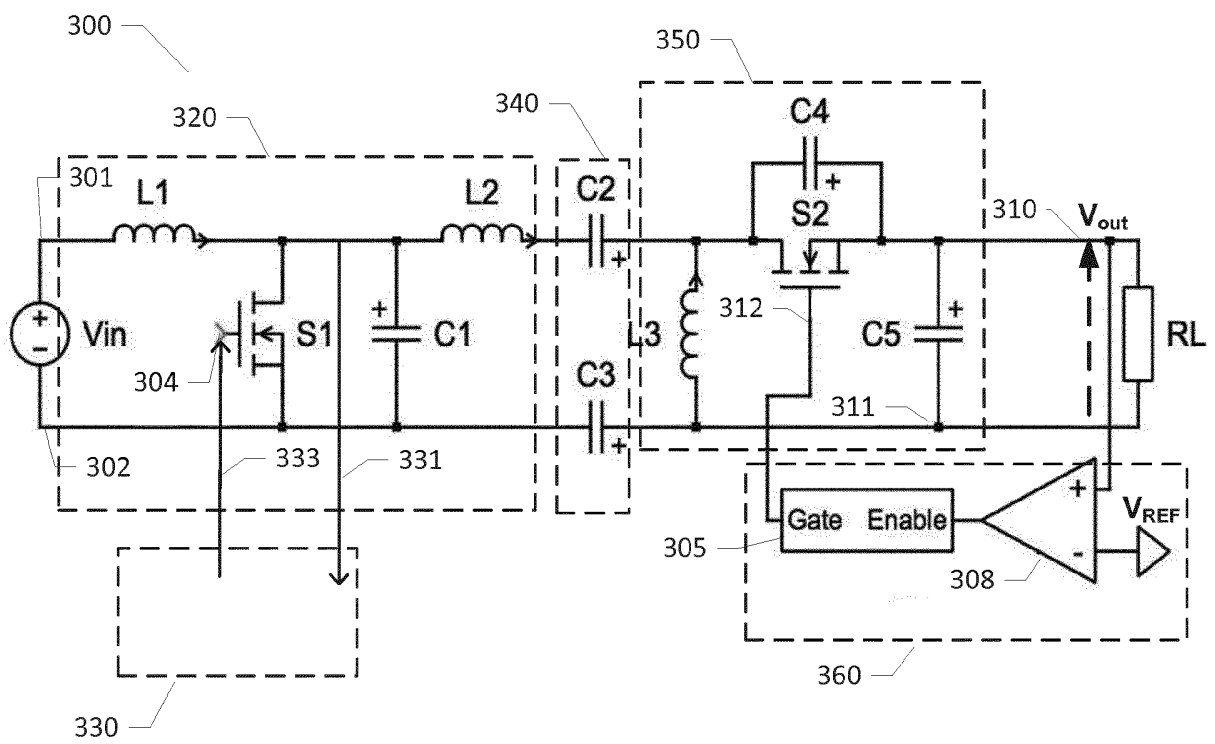 300
350
320
340
C4
301
L1
L2
C2
S2
310
Vout
+
+
+
-
Vin
304
S1
+
C1
L3
312
C5
+
RL
C3
311
302
333
331
+
+
VREF
Gate Enable
305
-
308
330
360